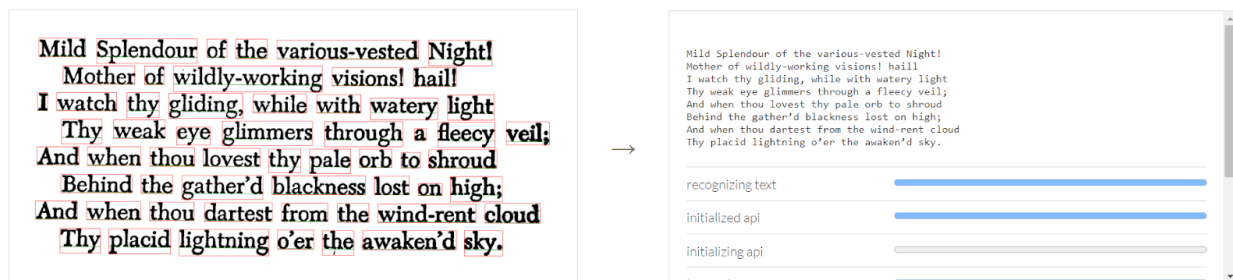 Mild Splendour of the various-vested Night!
Mother of wildly-working visions! hail!
I watch thy gliding, while with watery light
Thy weak eye glimmers through a fleecy veil;
And when thou lovest thy pale orb to shroud
Behind the gather'd blackness lost on high;
And when thou dartest from the wind-rent cloud
Thy placid lightning o'er the awaken'd sky.
→
Mild Splendour of the various-vested Night!
Mother of wildly-working visions! haill
I watch thy gliding, while with watery light
Thy weak eye glimmers through a fleecy veil;
And when thou lovest thy pale orb to shroud
Behind the gather’d blackness lost on high;
And when thou dartest from the wind-rent cloud
Thy placid lightning o’er the awaken’d sky.
recognizing text
initialized api
initializing api